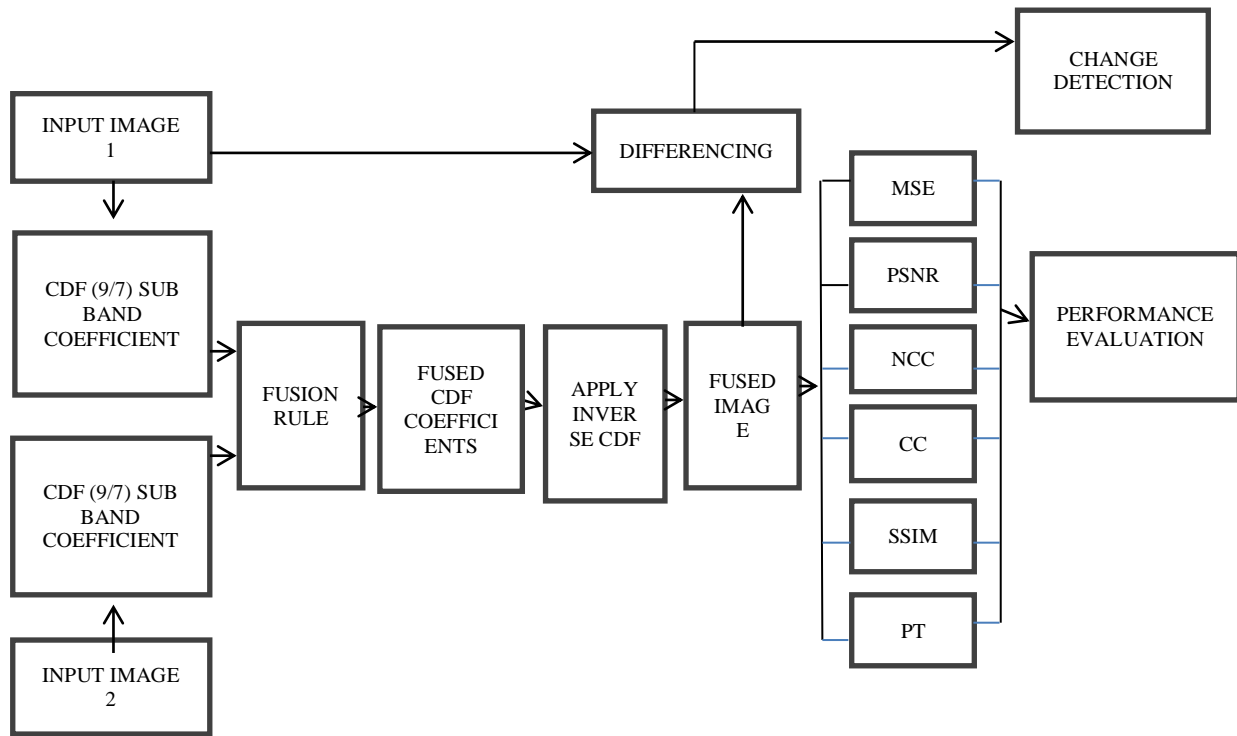 CHANGE
DETECTION
INPUT IMAGE
1
DIFFERENCING
MSE
CDF (9/7) SUB
BAND
COEFFICIENT
PSNR
PERFORMANCE
EVALUATION
FUSION
RULE
FUSED
CDF
COEFFICI
ENTS
APPLY
INVER
SE CDF
FUSED
IMAG
E
NCC
CC
CDF (9/7) SUB
BAND
COEFFICIENT
SSIM
PT
INPUT IMAGE
2